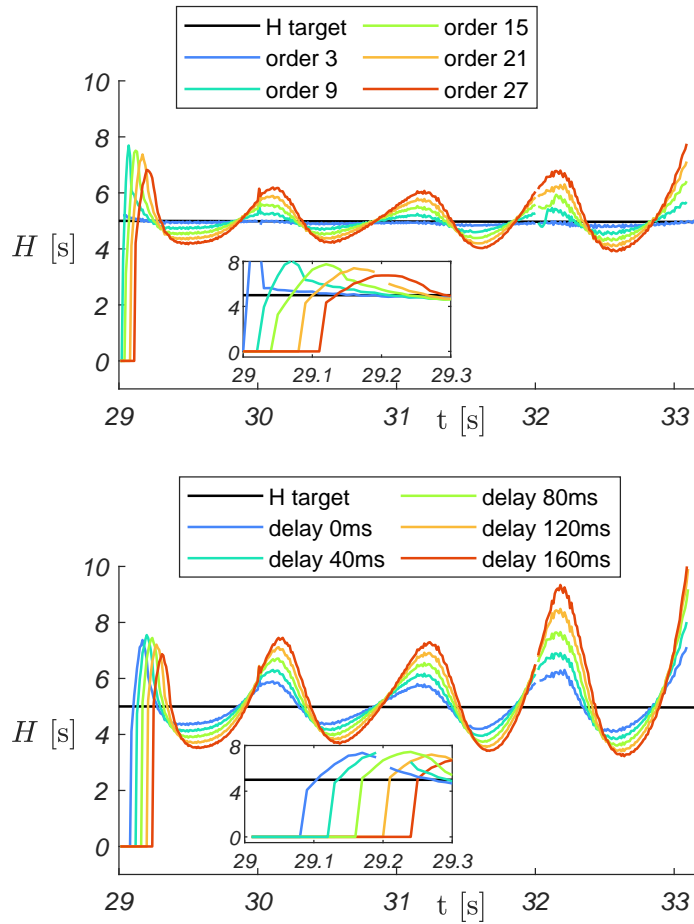 H target order 15
order 3 order 21
order 9 order 27
10
8
6
H [s]
4
2
0
8
4
0
29 29.1 29.2 29.3
29 30 31 32 33
t [s]
H target delay 80ms
delay 0ms delay 120ms
delay 40ms delay 160ms
10
8
6
H [s]
4
2
0
8
4
0
29 29.1 29.2 29.3
29 30 31 32 33
t [s]